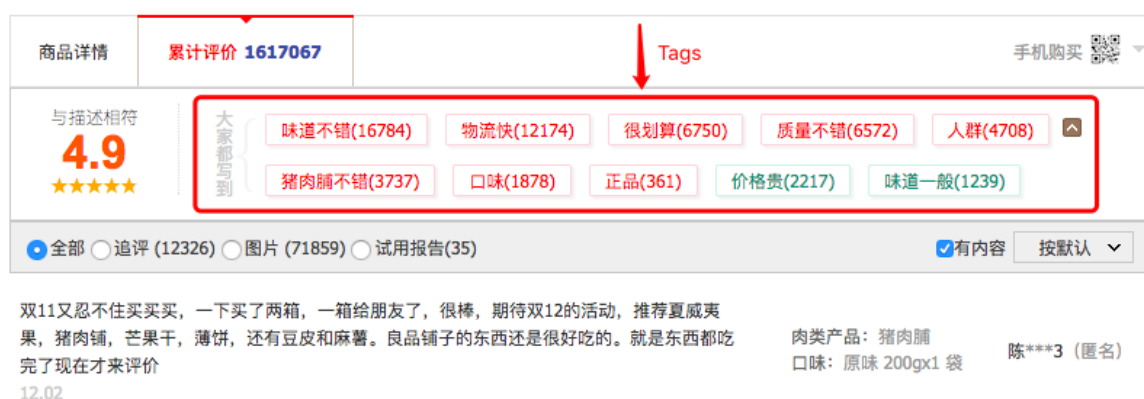 商品详情
累计评价 1617067
Tags
手机购买
与描述相符
4.9
大家都写到
味道不错(16784) 物流快(12174) 很划算(6750) 质量不错(6572) 人群(4708)
猪肉脯不错(3737) 口味(1878) 正品(361) 价格贵(2217) 味道一般(1239)
全部 追评 (12326) 图片 (71859) 试用报告(35)
有内容 按默认
双11又忍不住买买买，一下买了两箱，一箱给朋友了，很棒，期待双12的活动，推荐夏威夷
果，猪肉铺，芒果干，薄饼，还有豆皮和麻薯。良品铺子的东西还是很好吃的。就是东西都吃
完了现在才来评价
12.02
肉类产品：猪肉脯
口味：原味 200gx1 袋
陈***3（匿名）